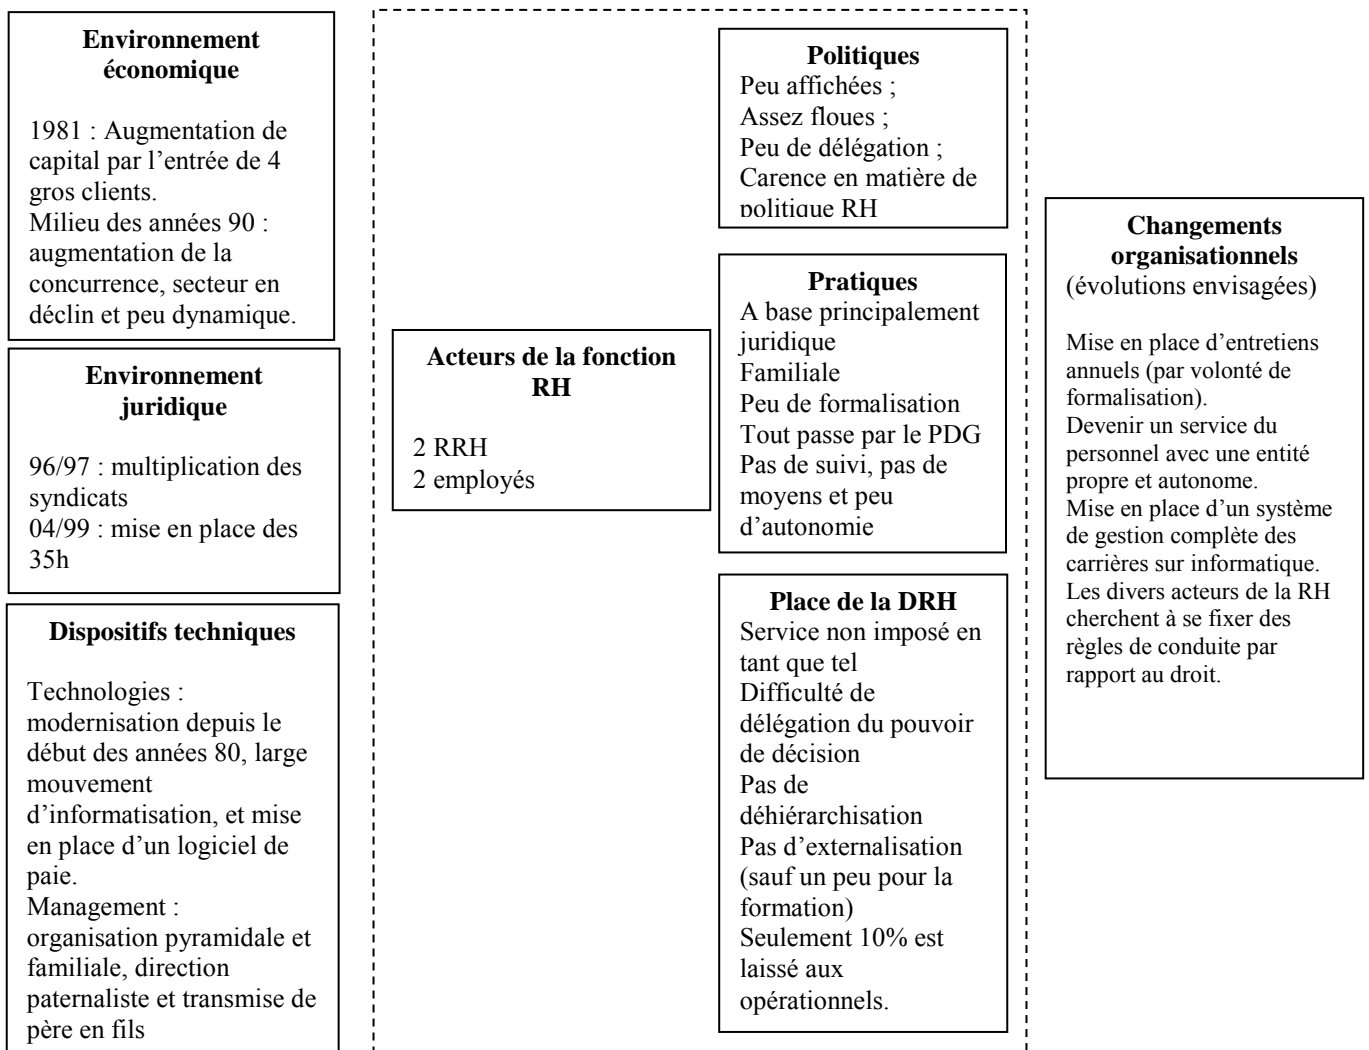 Environnement
économique
1981 : Augmentation de
capital par l’entrée de 4
gros clients.
Milieu des années 90 :
augmentation de la
concurrence, secteur en
déclin et peu dynamique.
Environnement
juridique
96/97 : multiplication des
syndicats
04/99 : mise en place des
35h
Dispositifs techniques
Technologies :
modernisation depuis le
début des années 80, large
mouvement
d’informatisation, et mise
en place d’un logiciel de
paie.
Management :
organisation pyramidale et
familiale, direction
paternaliste et transmise de
père en fils
Acteurs de la fonction
RH
2 RRH
2 employés
Politiques
Peu affichées ;
Assez floues ;
Peu de délégation ;
Carence en matière de
politique RH
Pratiques
A base principalement
juridique
Familiale
Peu de formalisation
Tout passe par le PDG
Pas de suivi, pas de
moyens et peu
d’autonomie
Place de la DRH
Service non imposé en
tant que tel
Difficulté de
délégation du pouvoir
de décision
Pas de
déhiérarchisation
Pas d’externalisation
(sauf un peu pour la
formation)
Seulement 10% est
laissé aux
opérationnels.
Changements
organisationnels
(évolutions envisagées)
Mise en place d’entretiens
annuels (par volonté de
formalisation).
Devenir un service du
personnel avec une entité
propre et autonome.
Mise en place d’un système
de gestion complète des
carrières sur informatique.
Les divers acteurs de la RH
cherchent à se fixer des
règles de conduite par
rapport au droit.